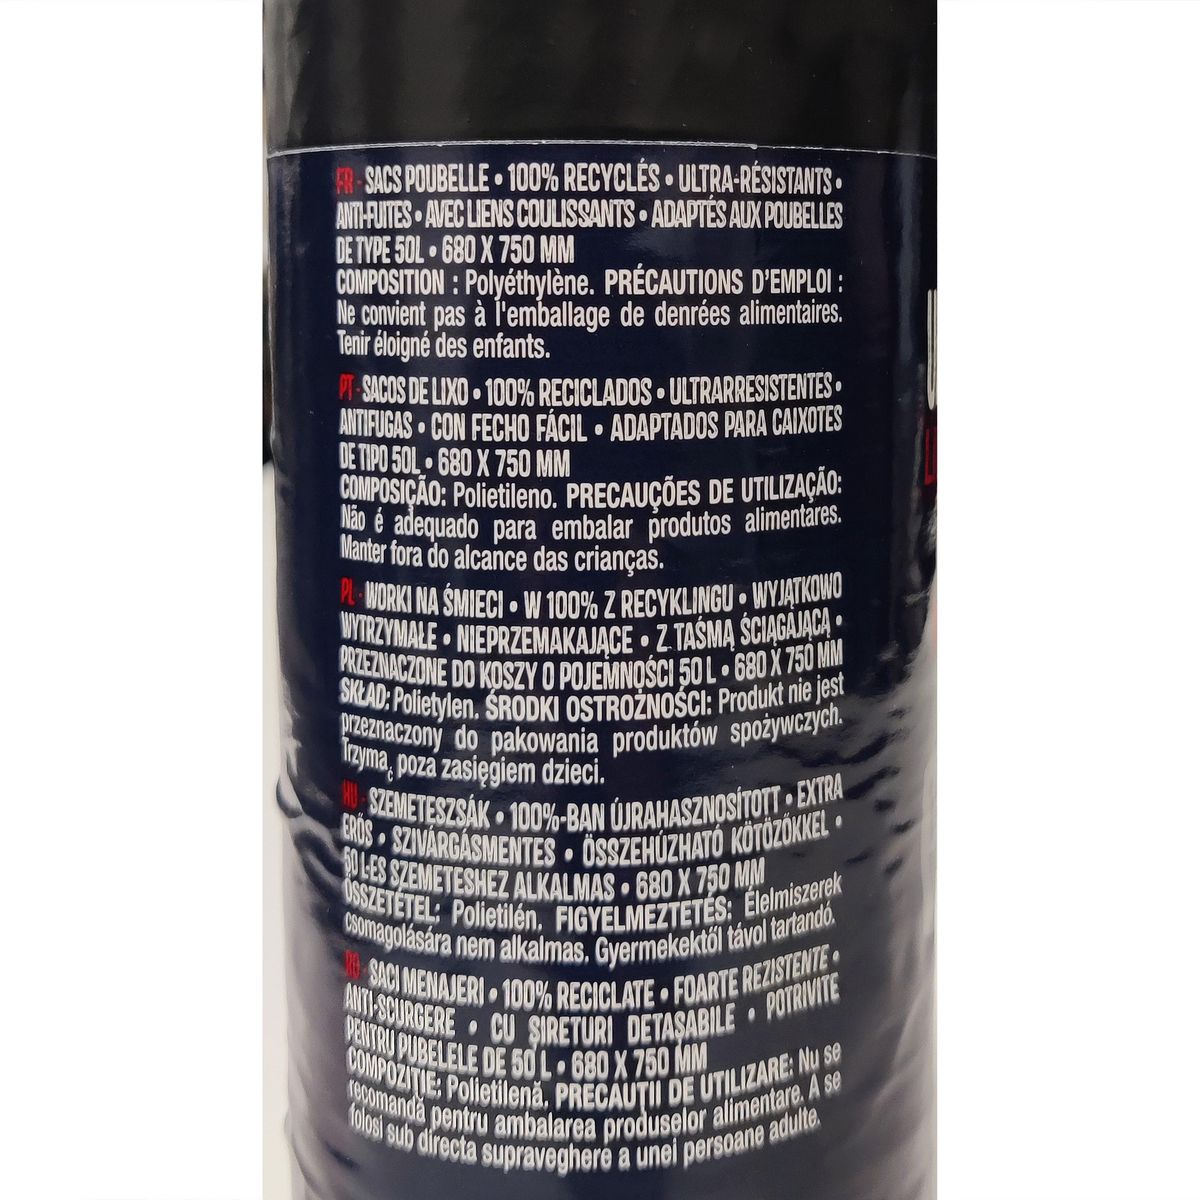 FR - SACS POUBELLE • 100% RECYCLÉS • ULTRA-RÉSISTANTS •
ANTI-FUITES • AVEC LIENS COULISSANTS • ADAPTÉS AUX POUBELLES
DE TYPE 50L • 680 X 750 MM
COMPOSITION : Polyéthylène. PRÉCAUTIONS D'EMPLOI :
Ne convient pas à l'emballage de denrées alimentaires.
Tenir éloigné des enfants.
PT - SACOS DE LIXO • 100% RECICLADOS • ULTRARRESISTENTES •
ANTIFUGAS • CON FECHO FÁCIL • ADAPTADOS PARA CAIXOTES
DE TIPO 50L • 680 X 750 MM
COMPOSIÇÃO: Polietileno. PRECAUÇÕES DE UTILIZAÇÃO:
Não é adequado para embalar produtos alimentares.
Manter fora do alcance das crianças.
PL - WORKI NA ŚMIECI • W 100% Z RECYKLINGU • WYJĄTKOWO
WYTRZYMAŁE • NIEPRZEMAKAJĄCE • Z TAŚMĄ ŚCIĄGAJĄCĄ •
PRZEZNACZONE DO KOSZY O POJEMNOŚCI 50 L • 680 X 750 MM
SKŁAD: Polietylen. ŚRODKI OSTROŻNOŚCI: Produkt nie jest
przeznaczony do pakowania produktów spożywczych.
Trzymać poza zasięgiem dzieci.
HU - SZEMETESZSÁK • 100%-BAN ÚJRAHASZNOSÍTOTT • EXTRA
ERŐS • SZIVÁRGÁSMENTES • ÖSSZEHÚZHATÓ KÖTÖZŐKKEL •
50 L-ES SZEMETESHEZ ALKALMAS • 680 X 750 MM
ÖSSZETÉTEL: Polietilén. FIGYELMEZTETÉS: Élelmiszerek
csomagolására nem alkalmas. Gyermekektől távol tartandó.
RO - SACI MENAJERI • 100% RECICLATE • FOARTE REZISTENTE •
ANTI-SCURGERE • CU ȘIRETURI DETAȘABILE • POTRIVITE
PENTRU PUBELELE DE 50 L • 680 X 750 MM
COMPOZIȚIE: Polietilenă. PRECAUȚII DE UTILIZARE: Nu se
recomandă pentru ambalarea produselor alimentare. A se
folosi sub directa supraveghere a unei persoane adulte.